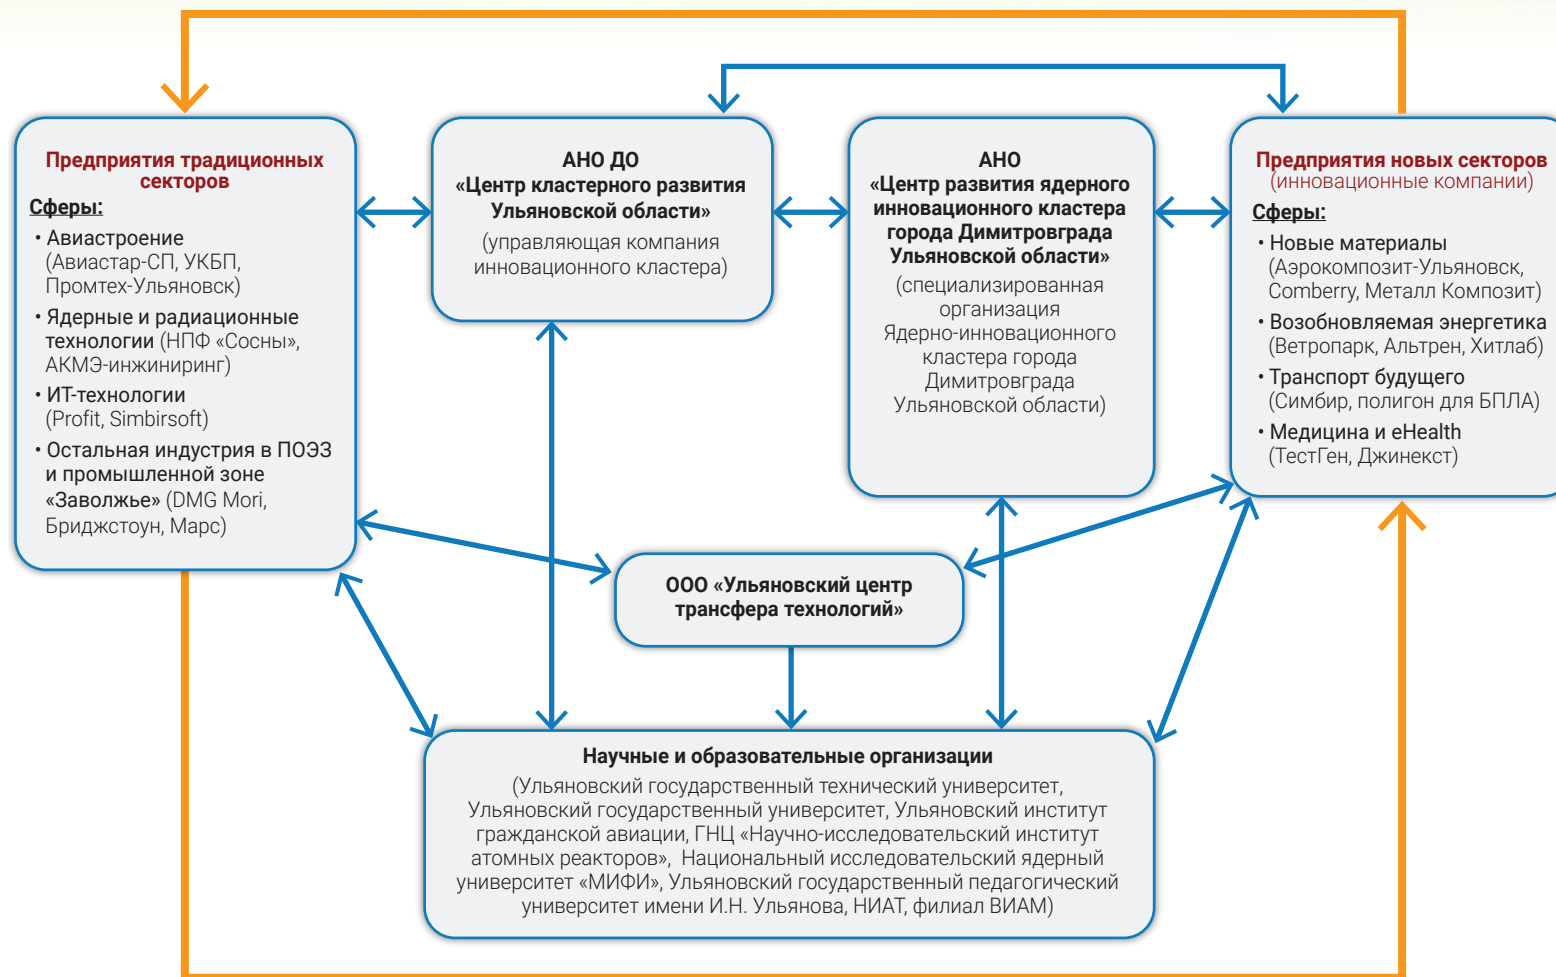 Предприятия традиционных
секторов
Сферы:
• Авиастроение
(Авиастар-СП, УКБП,
Промтех-Ульяновск)
• Ядерные и радиационные
технологии (НПФ «Сосны»,
АКМЭ-инжиниринг)
• ИТ-технологии
(Profit, Simbirsoft)
• Остальная индустрия в ПОЭЗ
и промышленной зоне
«Заволжье» (DMG Mori,
Бриджстоун, Марс)
АНО ДО
«Центр кластерного развития
Ульяновской области»
(управляющая компания
инновационного кластера)
АНО
«Центр развития ядерного
инновационного кластера
города Димитровграда
Ульяновской области»
(специализированная
организация
Ядерно-инновационного
кластера города
Димитровграда
Ульяновской области)
Предприятия новых секторов
(инновационные компании)
Сферы:
• Новые материалы
(Аэрокомпозит-Ульяновск,
Comberry, Металл Композит)
• Возобновляемая энергетика
(Ветропарк, Альтрен, Хитлаб)
• Транспорт будущего
(Симбир, полигон для БПЛА)
• Медицина и eHealth
(ТестГен, Джинекст)
ООО «Ульяновский центр
трансфера технологий»
Научные и образовательные организации
(Ульяновский государственный технический университет,
Ульяновский государственный университет, Ульяновский институт
гражданской авиации, ГНЦ «Научно-исследовательский институт
атомных реакторов», Национальный исследовательский ядерный
университет «МИФИ», Ульяновский государственный педагогический
университет имени И.Н. Ульянова, НИАТ, филиал ВИАМ)